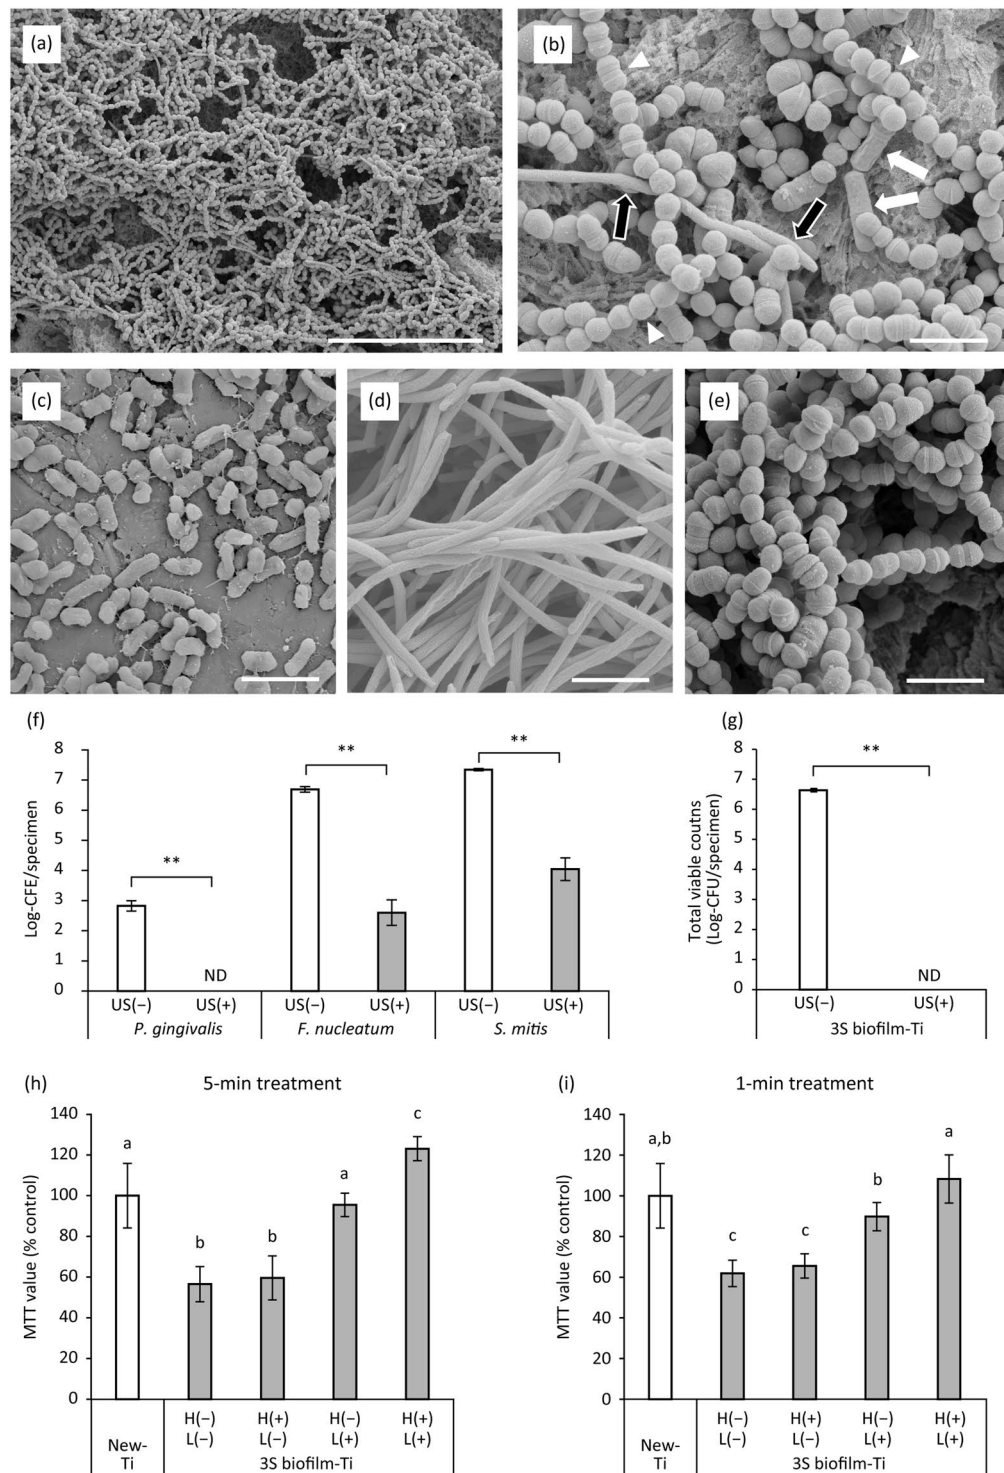 (a)
(b)
(c)
(d)
(e)
(f)
Log-CFE/specimen
8
7
6
5
4
3
2
1
0
**
**
**
ND
US(−) US(+) US(−) US(+) US(−) US(+)
P. gingivalis F. nucleatum S. mitis
(g)
Total viable coutns
(Log-CFU/specimen)
8
7
6
5
4
3
2
1
0
**
ND
US(−) US(+)
3S biofilm-Ti
(h)
5-min treatment
MTT value (% control)
140
120
100
80
60
40
20
0
a
b
b
a
c
H(−) H(+) H(−) H(+)
L(−) L(−) L(+) L(+)
New-
Ti
3S biofilm-Ti
(i)
1-min treatment
MTT value (% control)
140
120
100
80
60
40
20
0
a,b
c
c
b
a
H(−) H(+) H(−) H(+)
L(−) L(−) L(+) L(+)
New-
Ti
3S biofilm-Ti